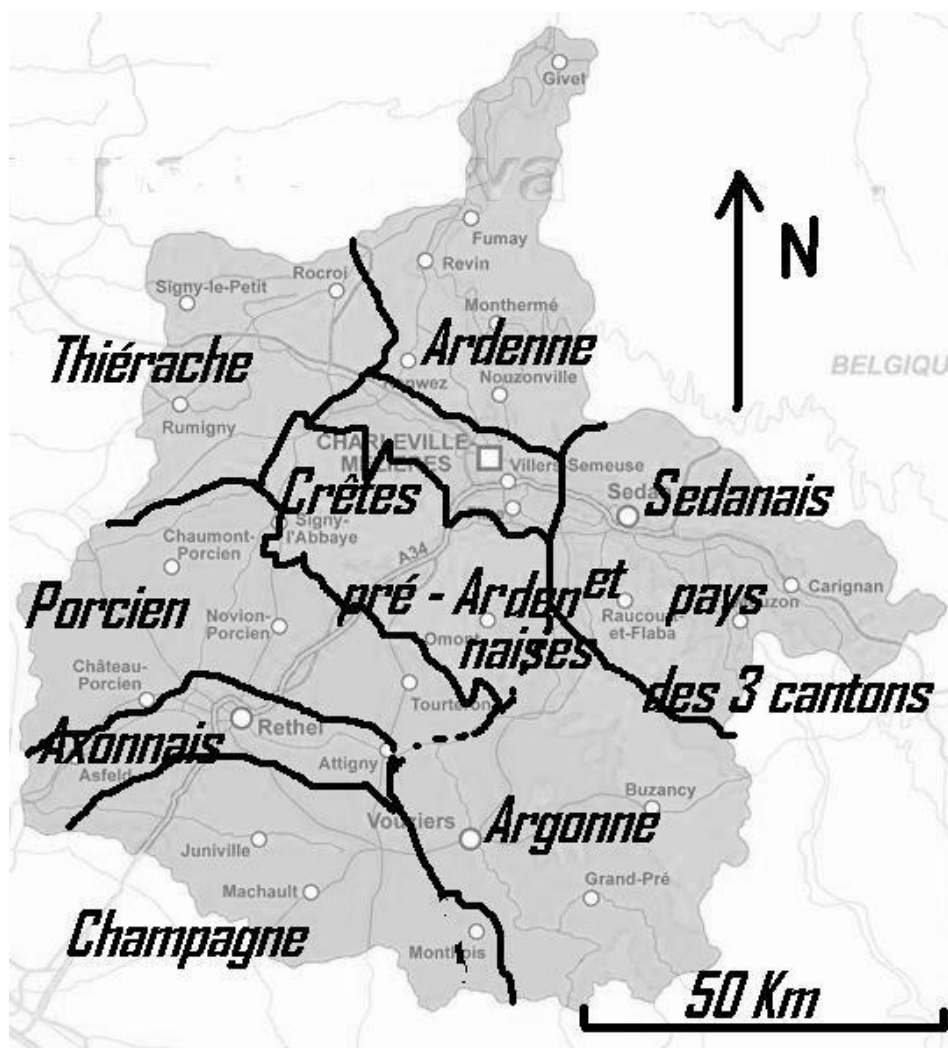 Givet
Fumay
N
Revin
Rocroi
Signy-le-Petit
Monthermé
Thiérache
Ardenne
BELGIQU
Nouzonville
Rumigny
CHARLEVILLE-
MÉZIÈRES
Villers-Semeuse
Crêtes
Sedanais
Signy-
l'Abbaye
Chaumont-
Porcien
A34
Carignan
Porcien
pré - Arden
et
pays
Novion-
Porcien
Raucourt-
et-Flaba
Omont
naises
Château-
Porcien
des 3 cantons
Tourteron
Rethel
Axonnais
Asfeld
Attigny
Buzancy
Vouziers
Argonne
Juniville
Grand-Pré
Machault
Champagne
Monthois
50 Km